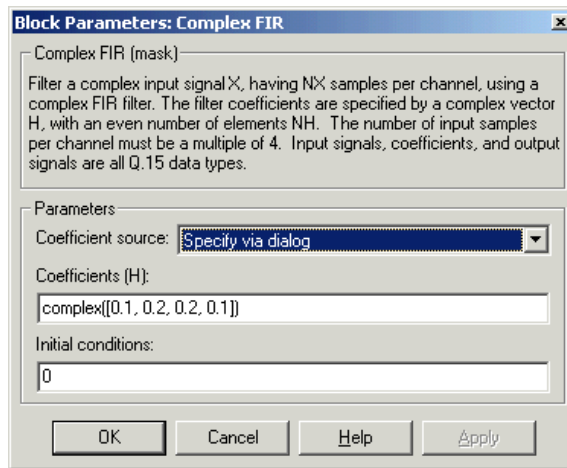 Block Parameters: Complex FIR
Complex FIR (mask)
Filter a complex input signal X, having NX samples per channel, using a
complex FIR filter. The filter coefficients are specified by a complex vector
H, with an even number of elements NH. The number of input samples
per channel must be a multiple of 4. Input signals, coefficients, and output
signals are all Q.15 data types.
Parameters
Coefficient source: Specify via dialog
Coefficients (H):
complex([0.1, 0.2, 0.2, 0.1])
Initial conditions:
0
OK Cancel Help Apply